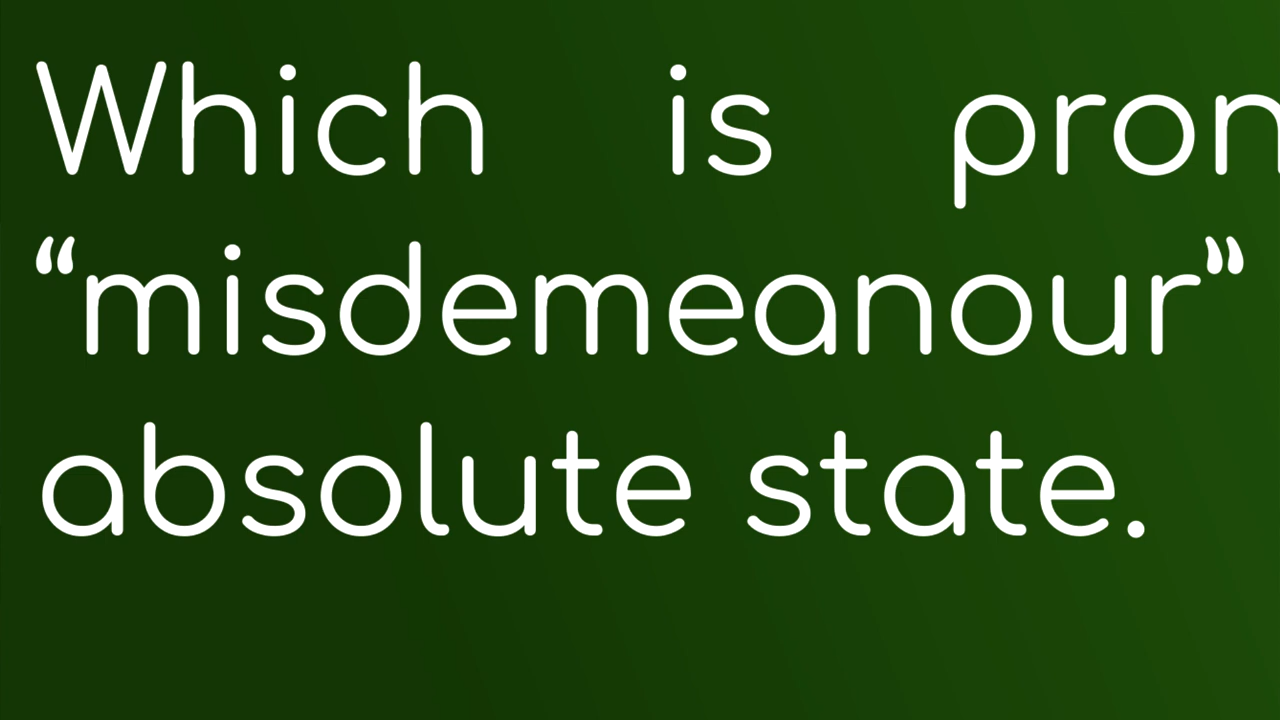 Which is pron
“misdemeanour“
absolute state.